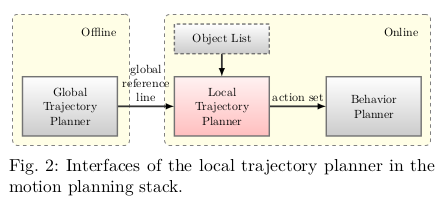 Offline
Online
Object List
Global
Trajectory
Planner
global
reference
line
Local
Trajectory
Planner
action set
Behavior
Planner
Fig. 2: Interfaces of the local trajectory planner in the
motion planning stack.